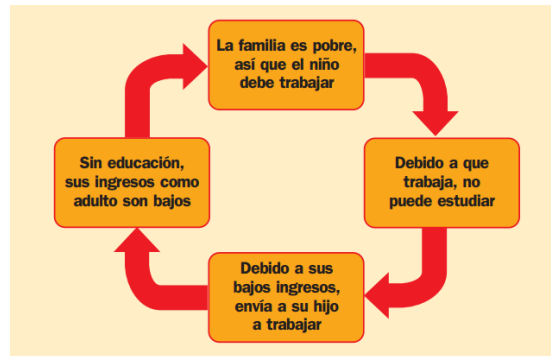 La familia es pobre,
así que el niño
debe trabajar
Debido a que
trabaja, no
puede estudiar
Debido a sus
bajos ingresos,
envía a su hijo
a trabajar
Sin educación,
sus ingresos como
adulto son bajos